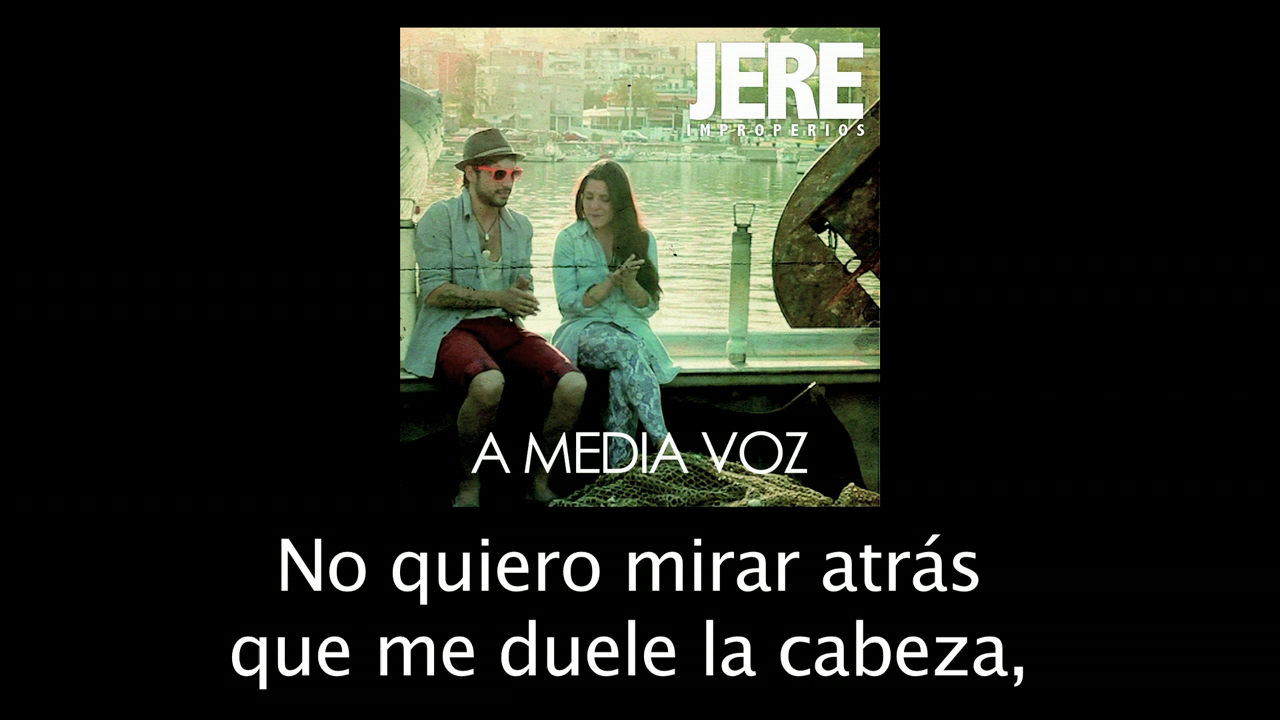 JERE
IMPROPERIOS
A MEDIA VOZ
No quiero mirar atrás
que me duele la cabeza,